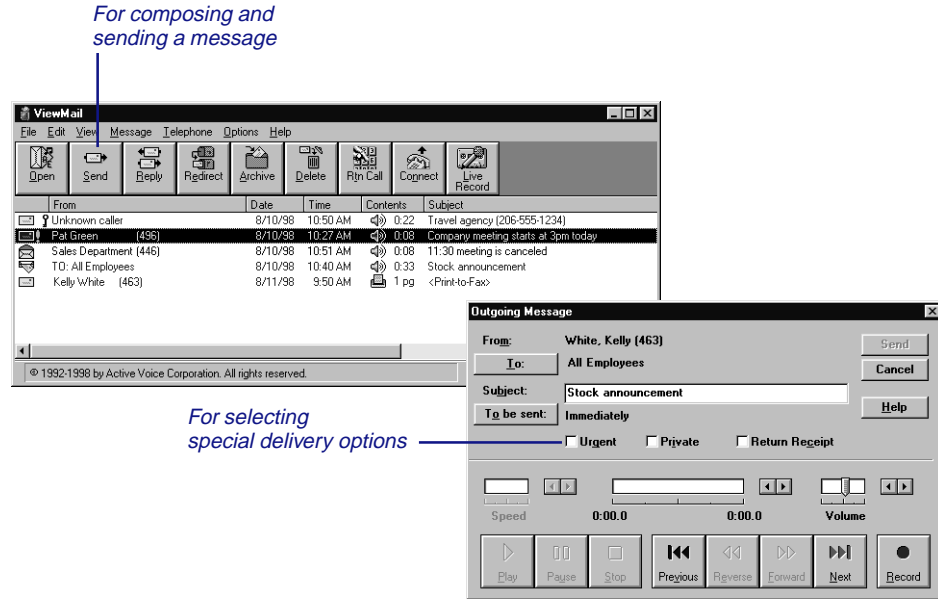 For composing and
sending a message
ViewMail
File Edit View Message Telephone Options Help
Open Send Reply Redirect Archive Delete Rtn Call Connect Live Record
From Date Time Contents Subject
Unknown caller 8/10/98 10:50 AM 0:22 Travel agency (206-555-1234)
Pat Green (496) 8/10/98 10:27 AM 0:08 Company meeting starts at 3pm today
Sales Department (446) 8/10/98 10:51 AM 0:08 11:30 meeting is canceled
TO: All Employees 8/10/98 10:40 AM 0:33 Stock announcement
Kelly White (463) 8/11/98 9:50 AM 1 pg <Print-to-Fax>
© 1992-1998 by Active Voice Corporation. All rights reserved.
Outgoing Message
From: White, Kelly (463) Send
To: All Employees Cancel
Subject: Stock announcement
To be sent: Immediately Help
For selecting
special delivery options
Urgent Private Return Receipt
Speed 0:00.0 0:00.0 Volume
Play Pause Stop Previous Reverse Forward Next Record